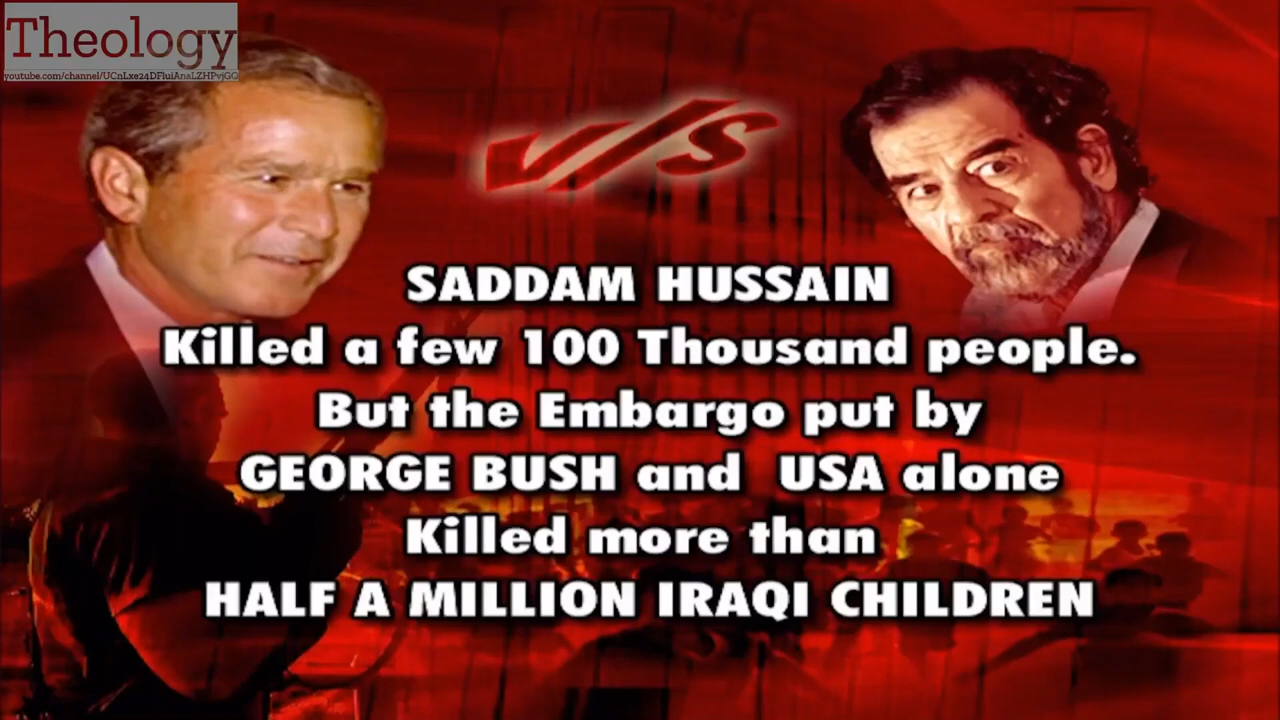 Theology
youtube.com/channel/UCnLxe24DFluiAnaLZHPvjGQ
V/S
SADDAM HUSSAIN
Killed a few 100 Thousand people.
But the Embargo put by
GEORGE BUSH and USA alone
Killed more than
HALF A MILLION IRAQI CHILDREN